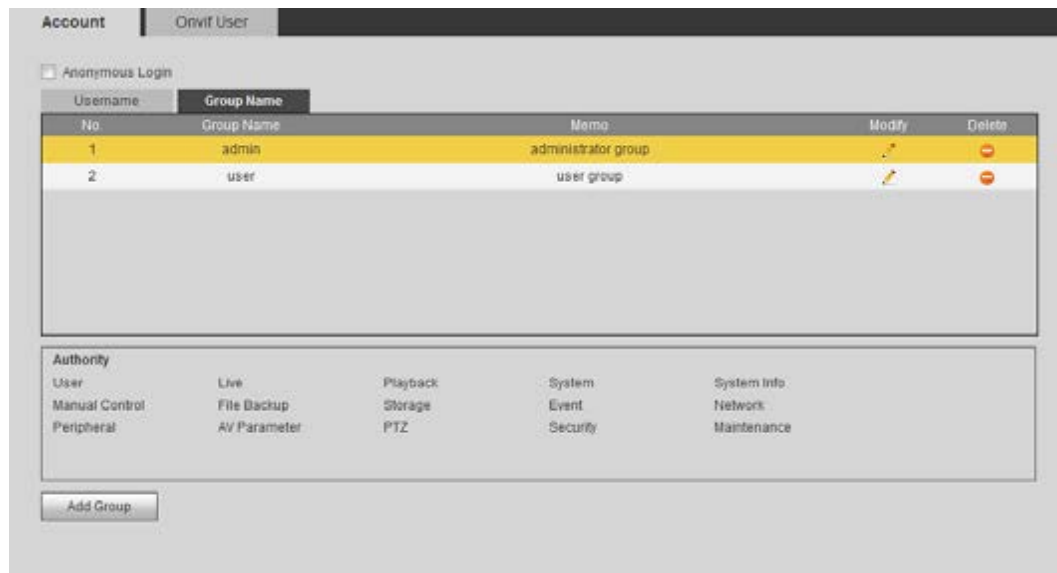 Account Onvif User
Anonymous Login
Username Group Name
No. Group Name Memo Modify Delete
1 admin administrator group
2 user user group
Authority
User Live Playback System System Info
Manual Control File Backup Storage Event Network
Peripheral AV Parameter PTZ Security Maintenance
Add Group